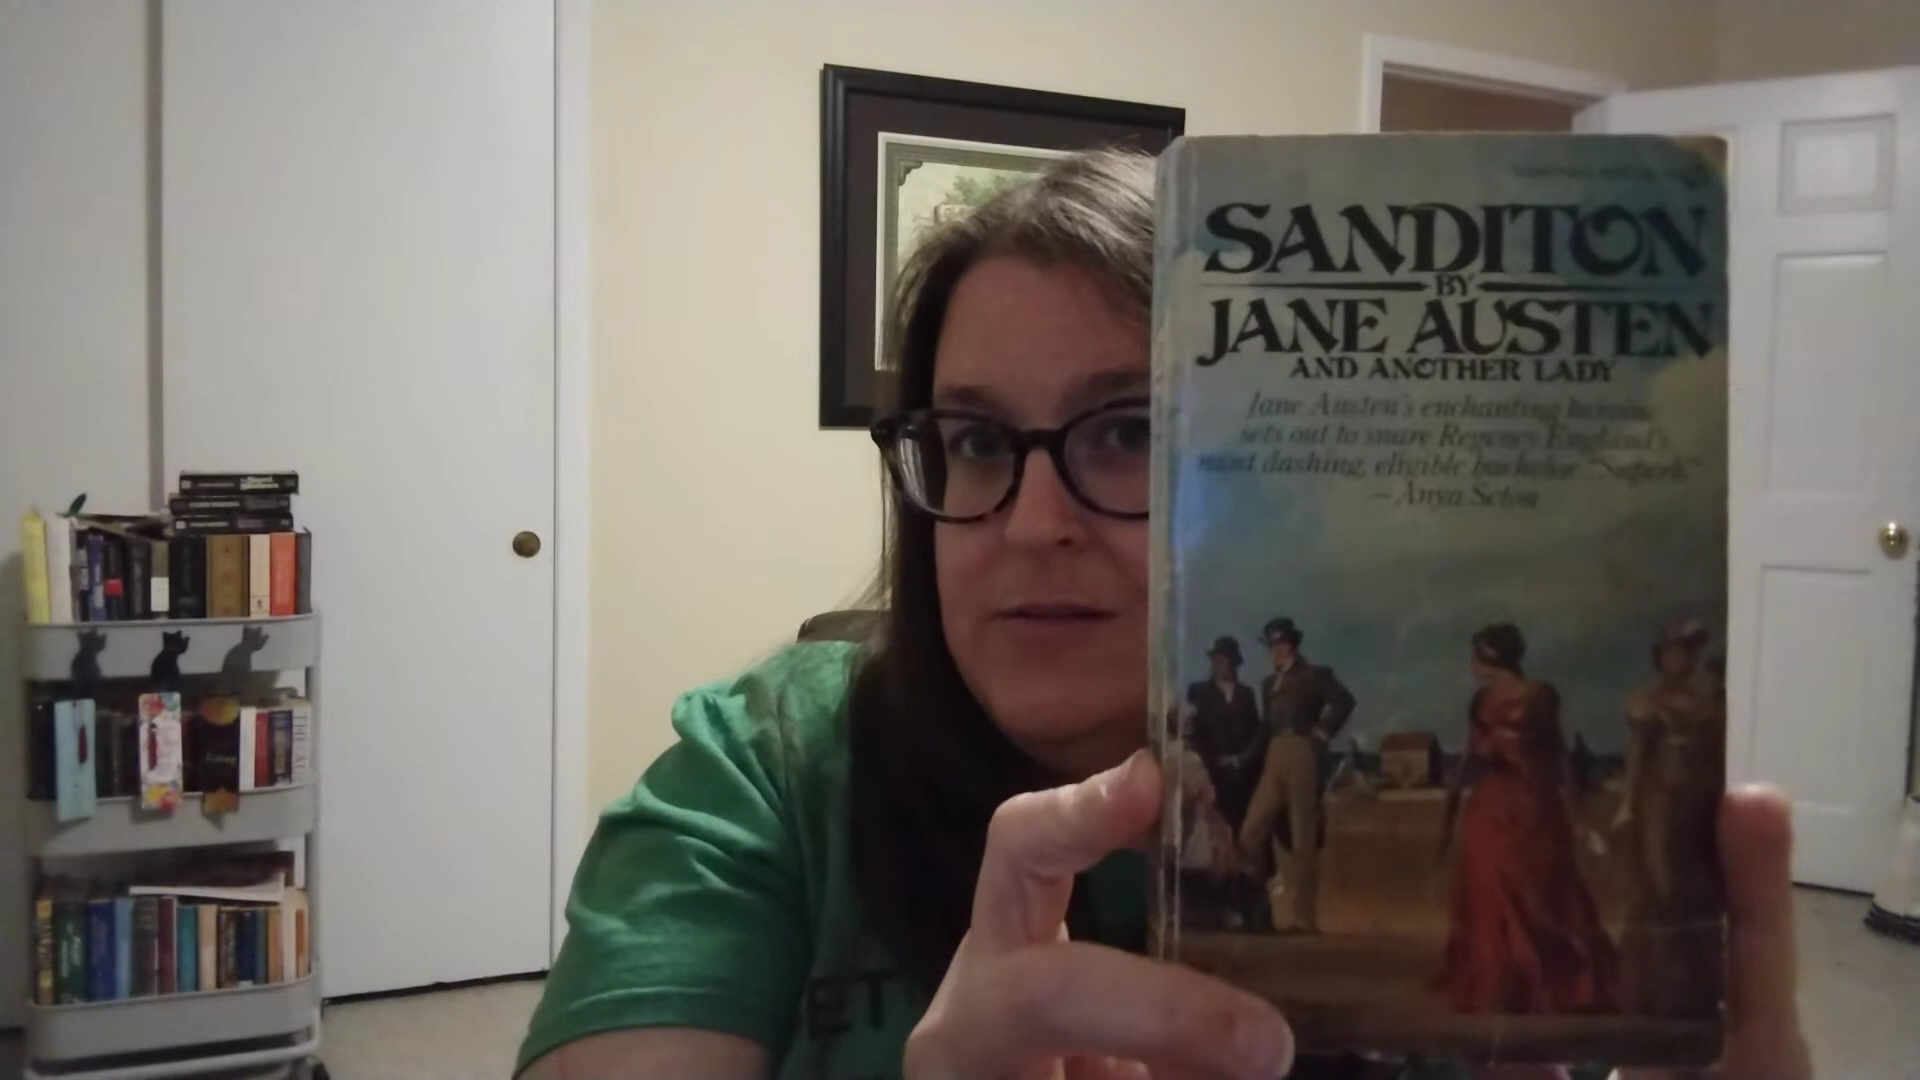 SANDITON
BY
JANE AUSTEN
AND ANOTHER LADY
Jane Austen's enchanting heroine
sets out to snare Regency England's
most dashing, eligible bachelor. "Superb."
—Anya Seton
ET